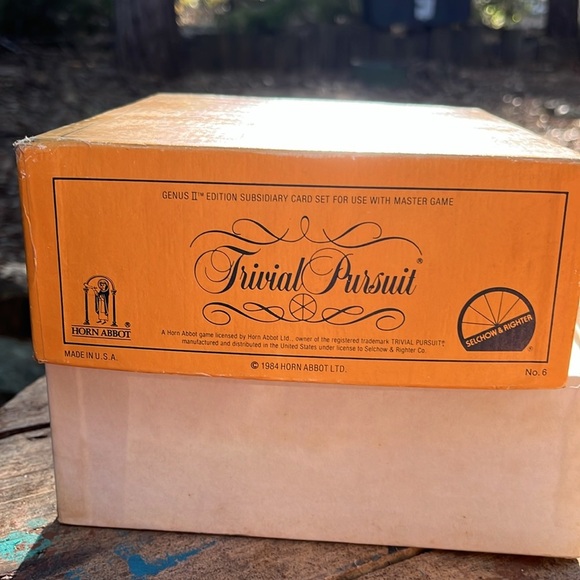 GENUS II™ EDITION SUBSIDIARY CARD SET FOR USE WITH MASTER GAME
Trivial Pursuit®
HORN ABBOT®
SELCHOW & RIGHTER®
A Horn Abbot game licensed by Horn Abbot Ltd., owner of the registered trademark TRIVIAL PURSUIT®
manufactured and distributed in the United States under license to Selchow & Righter Co.
MADE IN U.S.A.
© 1984 HORN ABBOT LTD.
No. 6